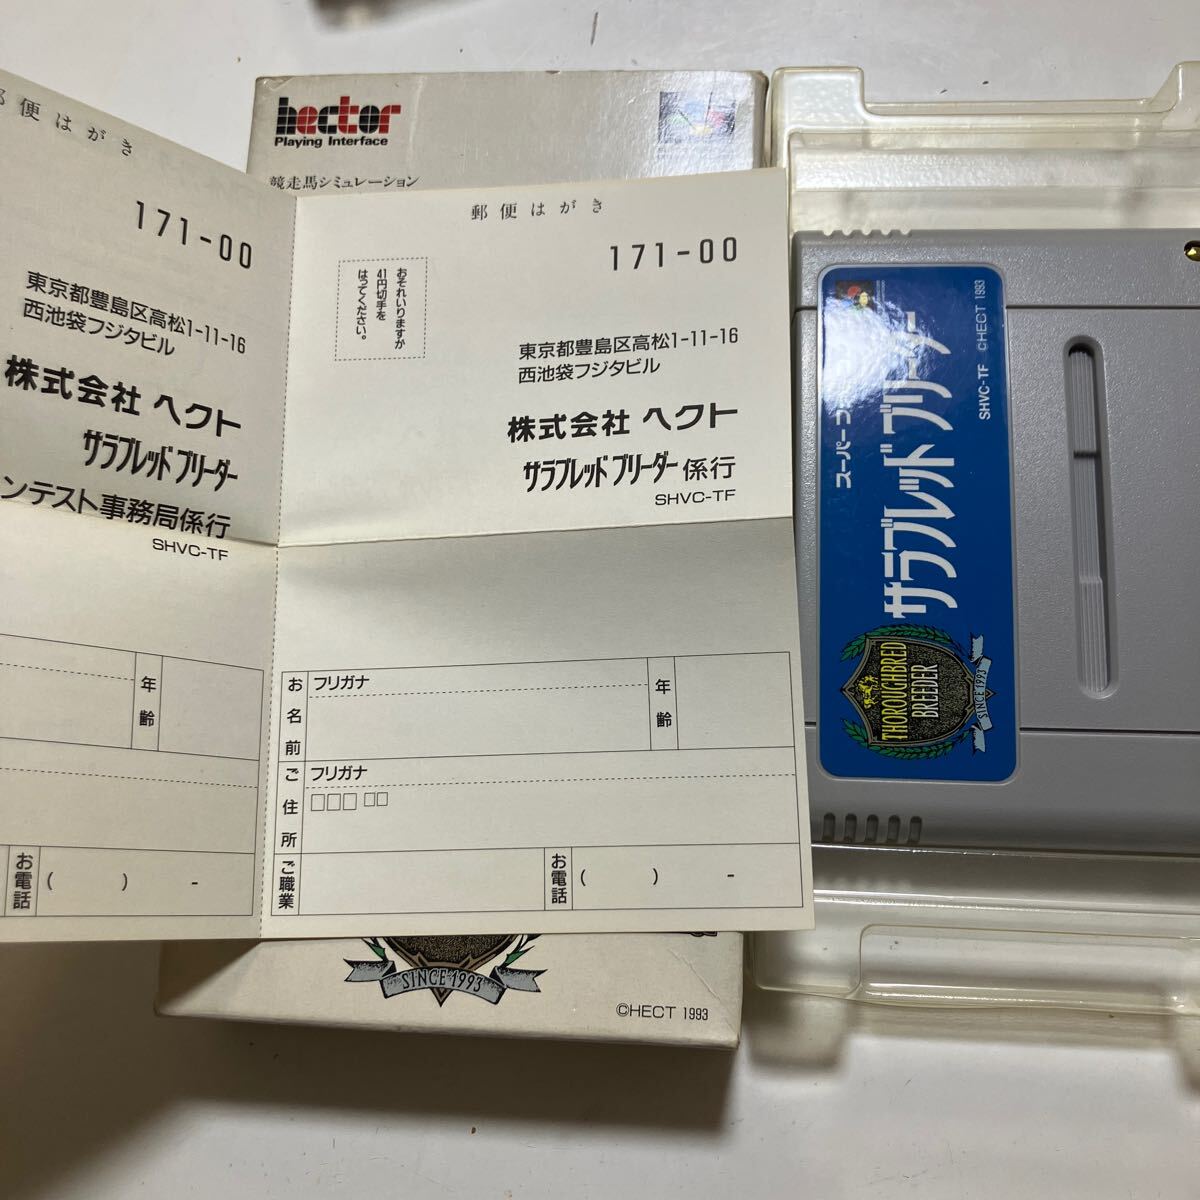 hector
Playing Interface
競走馬シミュレーション
郵便はがき
171-00
東京都豊島区高松1-11-16
西池袋フジタビル
株式会社 ヘクト
サラブレッドブリーダー
ンテスト事務局係行
SHVC-TF
年齢
お電話
(  )  -
郵便はがき
171-00
おそれいりますが
41円切手を
はってください。
東京都豊島区高松1-11-16
西池袋フジタビル
株式会社 ヘクト
サラブレッドブリーダー 係行
SHVC-TF
お名前
フリガナ
年齢
ご住所
フリガナ
□□□ □□
ご職業
お電話
(  )  -
SINCE 1993
©HECT 1993
サラブレッドブリーダー
SHVC-TF ©HECT 1993
THOROUGHBRED
BREEDER
SINCE 1993